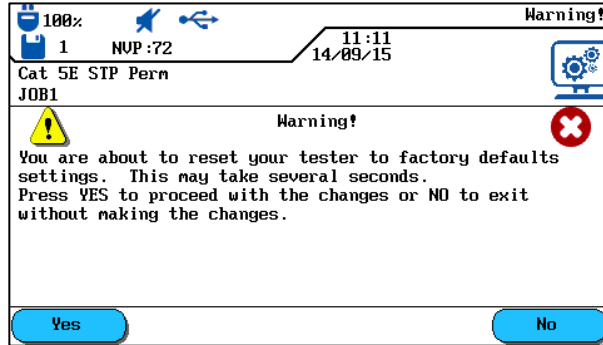 100% Warning!
1 NVP:72 11:11
14/09/15
Cat 5E STP Perm
JOB1
Warning!
You are about to reset your tester to factory defaults
settings. This may take several seconds.
Press YES to proceed with the changes or NO to exit
without making the changes.
Yes No